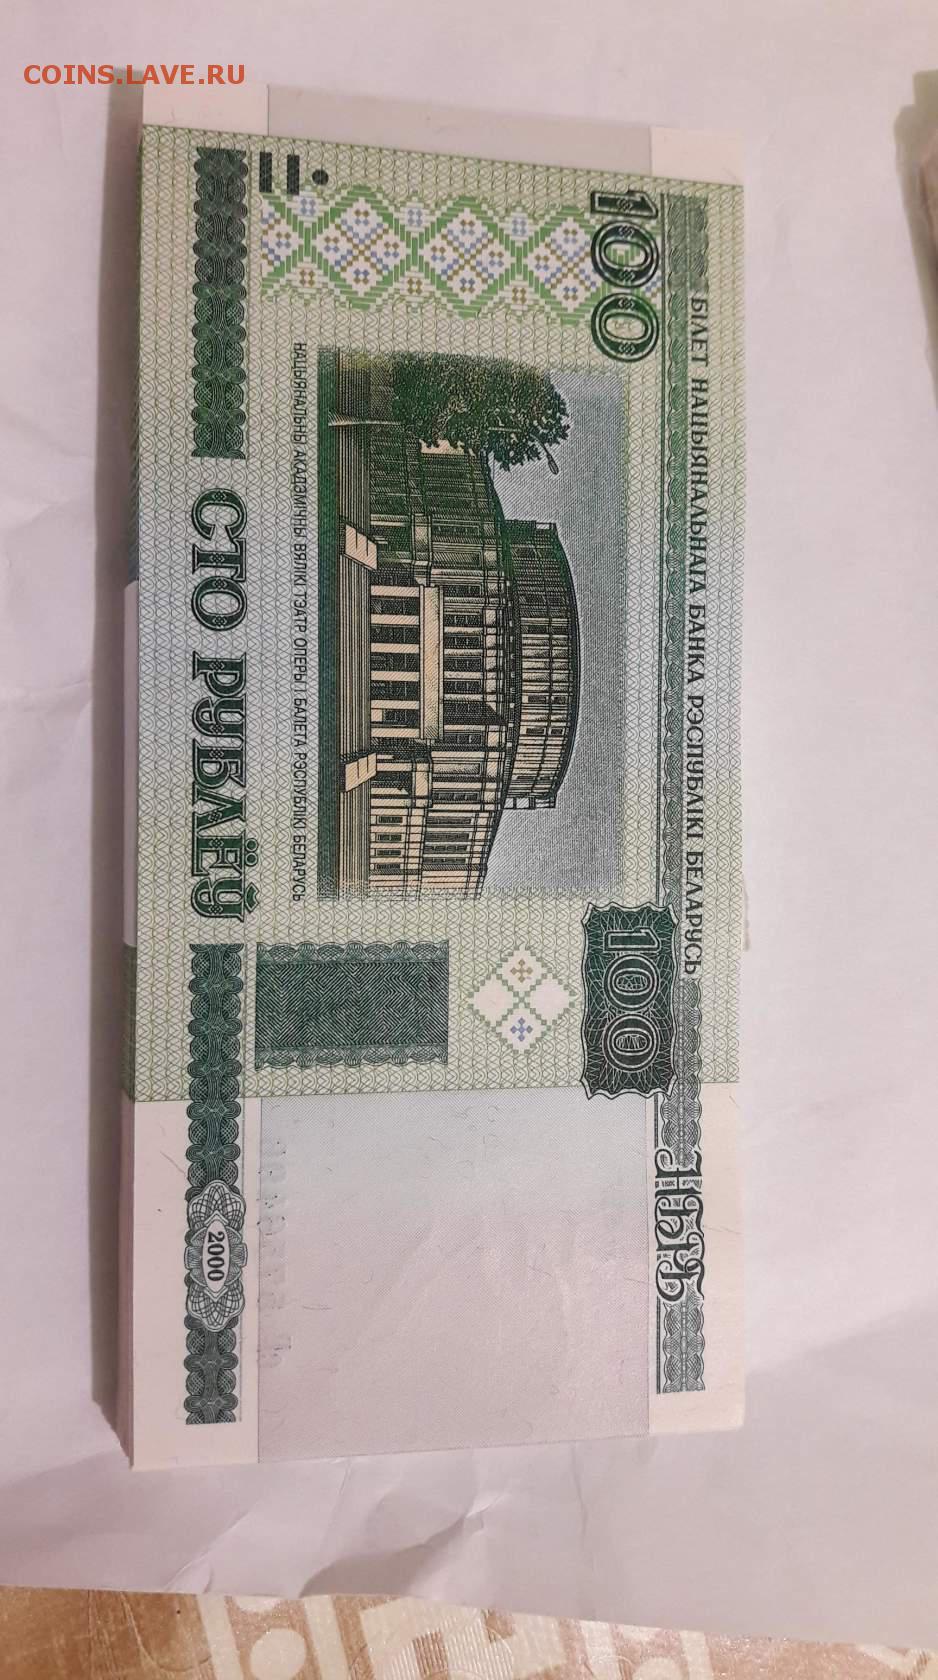 COINS.LAVE.RU
БІЛЕТ НАЦЫЯНАЛЬНАГА БАНКА РЭСПУБЛІКІ БЕЛАРУСЬ
100
100
НБРБ
НАЦЫЯНАЛЬНЫ АКАДЭМІЧНЫ ВЯЛІКІ ТЭАТР ОПЕРЫ І БАЛЕТА РЭСПУБЛІКІ БЕЛАРУСЬ
СТО РУБЛЁЎ
2000